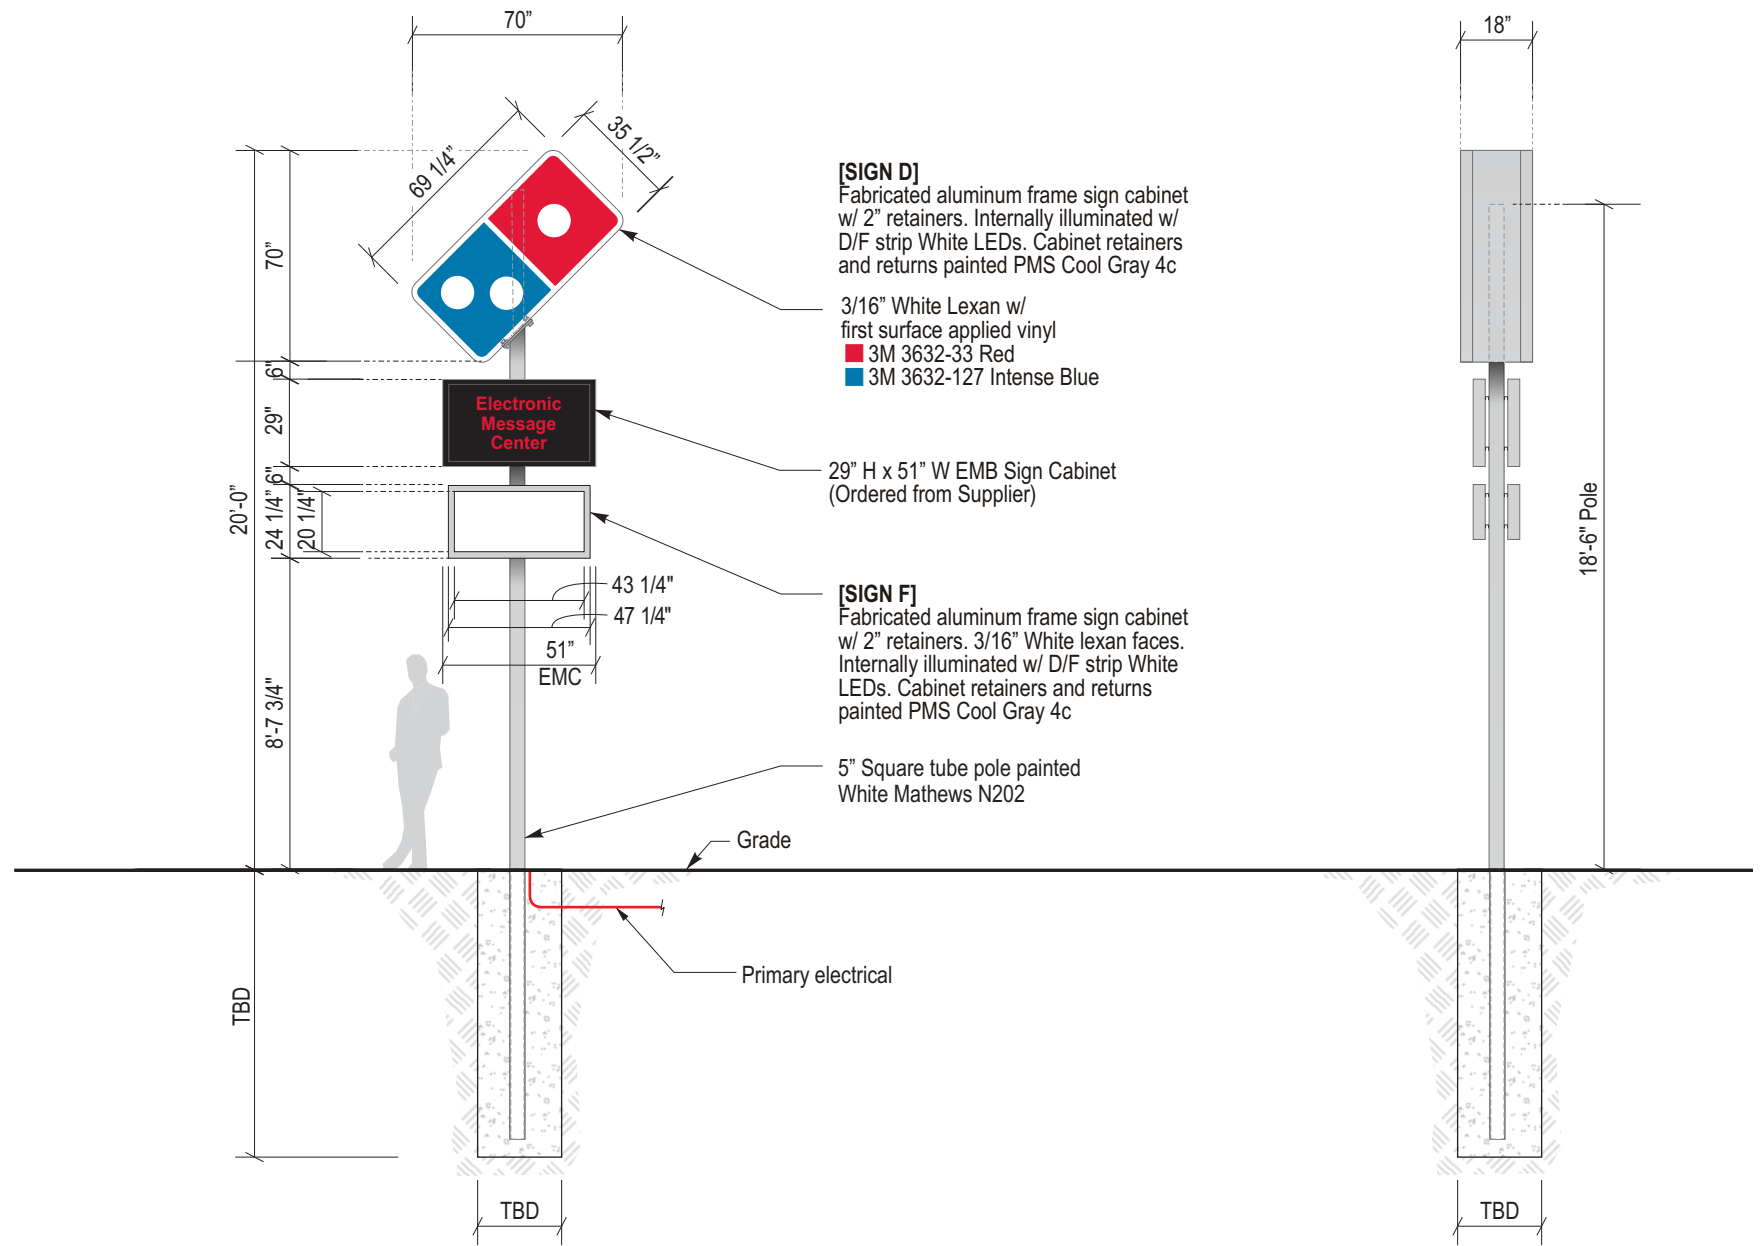 70”
18”
69 1/4”
35 1/2”
[SIGN D]
Fabricated aluminum frame sign cabinet
w/ 2” retainers. Internally illuminated w/
D/F strip White LEDs. Cabinet retainers
and returns painted PMS Cool Gray 4c
3/16” White Lexan w/
first surface applied vinyl
3M 3632-33 Red
3M 3632-127 Intense Blue
70”
6"
29"
6"
24 1/4"
20 1/4"
20'-0”
8'-7 3/4"
Electronic
Message
Center
29” H x 51” W EMB Sign Cabinet
(Ordered from Supplier)
18'-6" Pole
43 1/4"
47 1/4"
51”
EMC
[SIGN F]
Fabricated aluminum frame sign cabinet
w/ 2” retainers. 3/16” White lexan faces.
Internally illuminated w/ D/F strip White
LEDs. Cabinet retainers and returns
painted PMS Cool Gray 4c
5” Square tube pole painted
White Mathews N202
Grade
Primary electrical
TBD
TBD
TBD